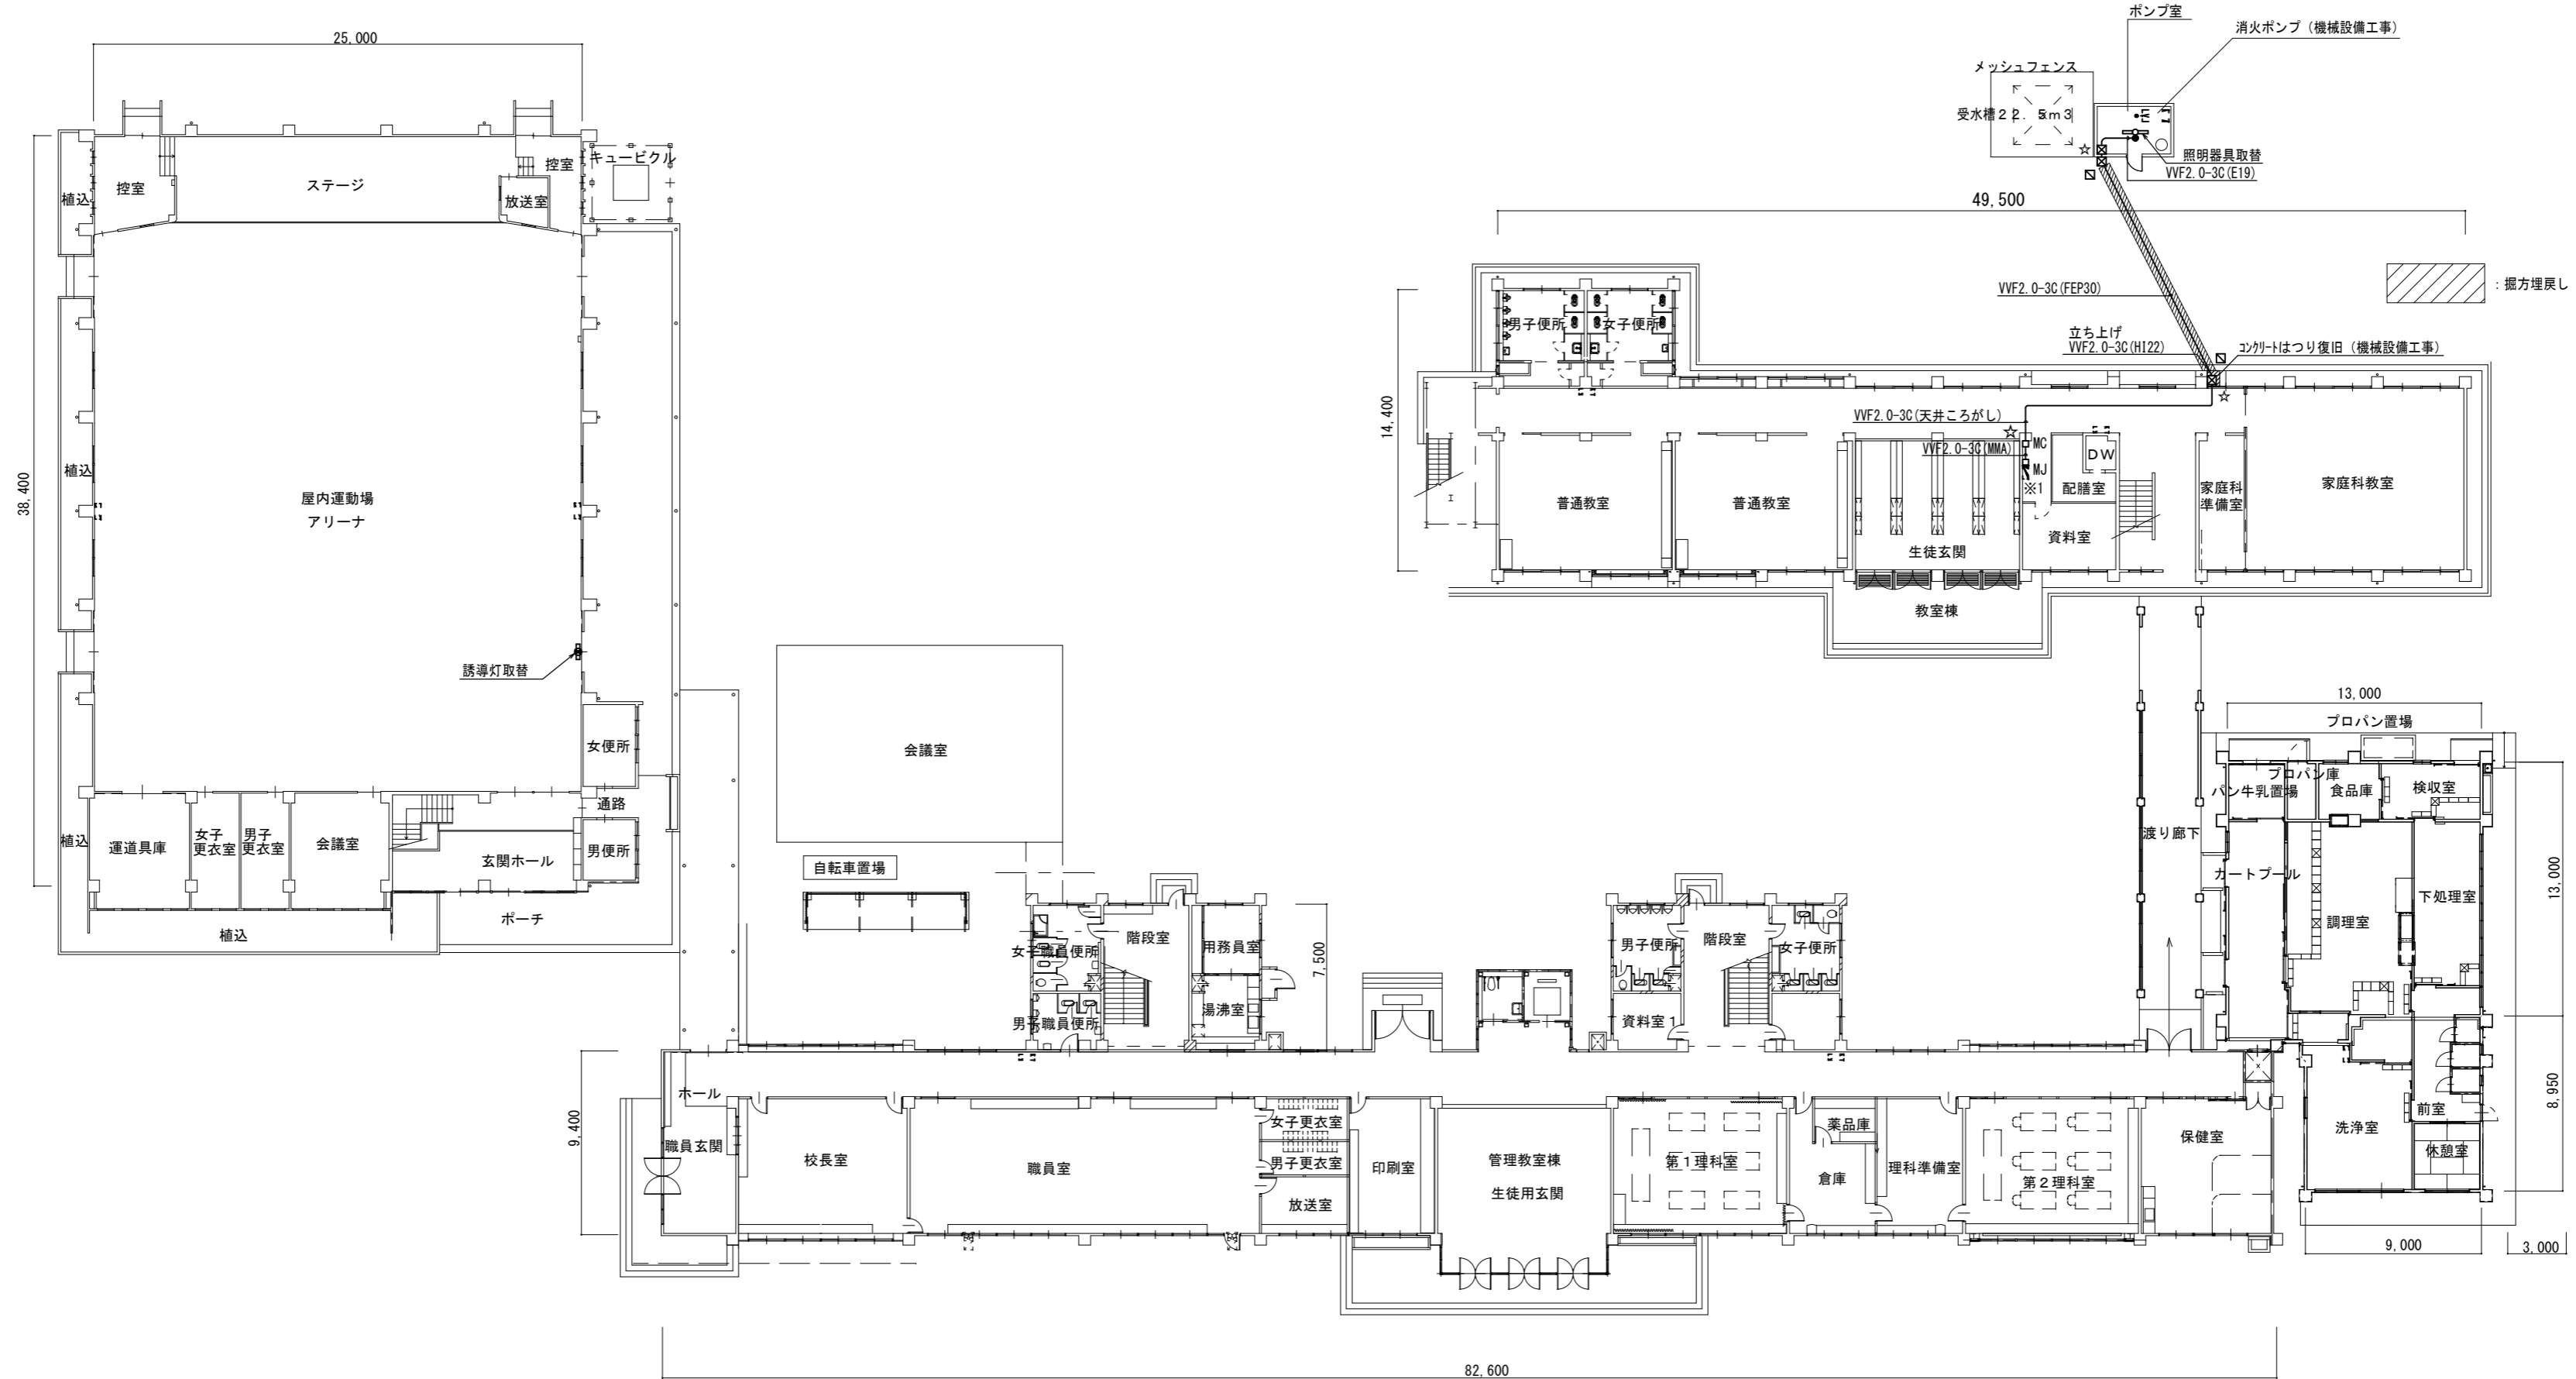 25,000
38,400
植込
控室
ステージ
控室
放送室
キュービクル
植込
屋内運動場
アリーナ
誘導灯取替
女便所
通路
植込
運道具庫
女子
更衣室
男子
更衣室
会議室
玄関ホール
男便所
ポーチ
植込
ポンプ室
消火ポンプ（機械設備工事）
メッシュフェンス
受水槽22.5m3
照明器具取替
VVF2.0-3C(E19)
49,500
VVF2.0-3C(FEP30)
：掘方埋戻し
立ち上げ
VVF2.0-3C(HI22)
コンクリートはつり復旧（機械設備工事）
男子便所
女子便所
14,400
VVF2.0-3C(天井ころがし)
☆
☆
☆
VVF2.0-3C(MMA)
MC
MJ
※1
DW
配膳室
普通教室
普通教室
生徒玄関
資料室
家庭科
準備室
家庭科教室
教室棟
会議室
自転車置場
13,000
プロパン置場
プロパン庫
パン牛乳置場
食品庫
検収室
渡り廊下
カートプール
調理室
下処理室
13,000
8,950
前室
洗浄室
休憩室
9,000
3,000
女子職員便所
階段室
用務員室
7,500
男子職員便所
湯沸室
男子便所
階段室
女子便所
資料室1
9,400
ホール
職員玄関
校長室
職員室
女子更衣室
男子更衣室
放送室
印刷室
管理教室棟
生徒用玄関
第1理科室
薬品庫
倉庫
理科準備室
第2理科室
保健室
82,600